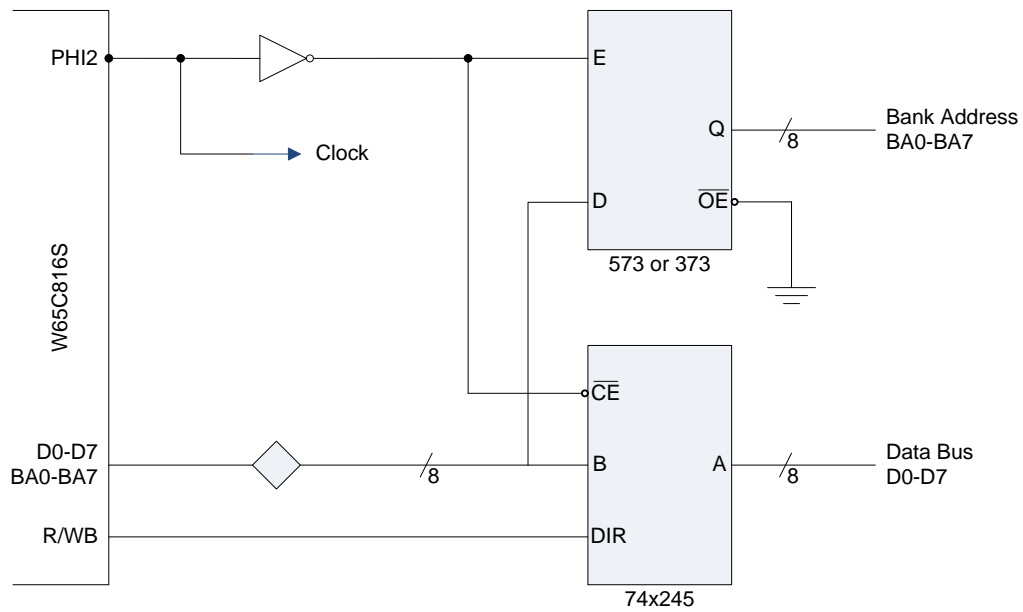 PHI2
Clock
W65C816S
D0-D7
BA0-BA7
R/WB
E
D
Q
OE
573 or 373
8
Bank Address
BA0-BA7
CE
B
A
DIR
74x245
8
8
Data Bus
D0-D7